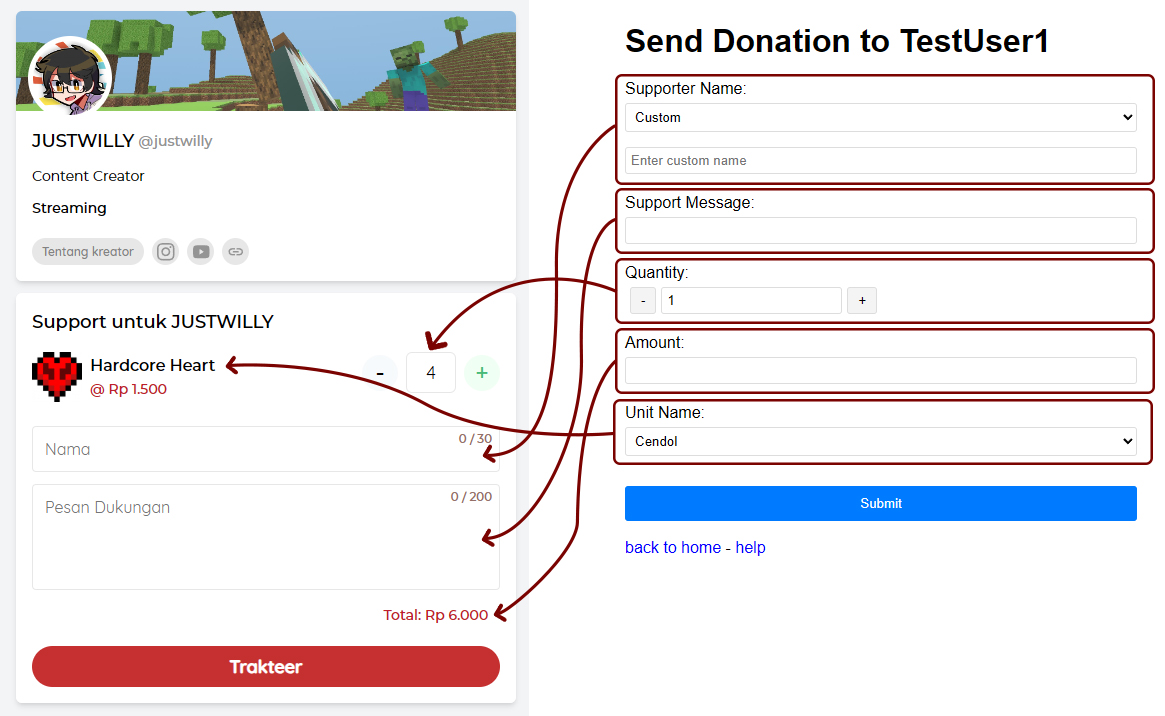 JUSTWILLY @justwilly
Content Creator
Streaming
Tentang kreator
Support untuk JUSTWILLY
Hardcore Heart
@ Rp 1.500
- 4 +
0 / 30
Nama
0 / 200
Pesan Dukungan
Total: Rp 6.000
Trakteer
Send Donation to TestUser1
Supporter Name:
Custom
Enter custom name
Support Message:
Quantity:
- 1 +
Amount:
Unit Name:
Cendol
Submit
back to home - help